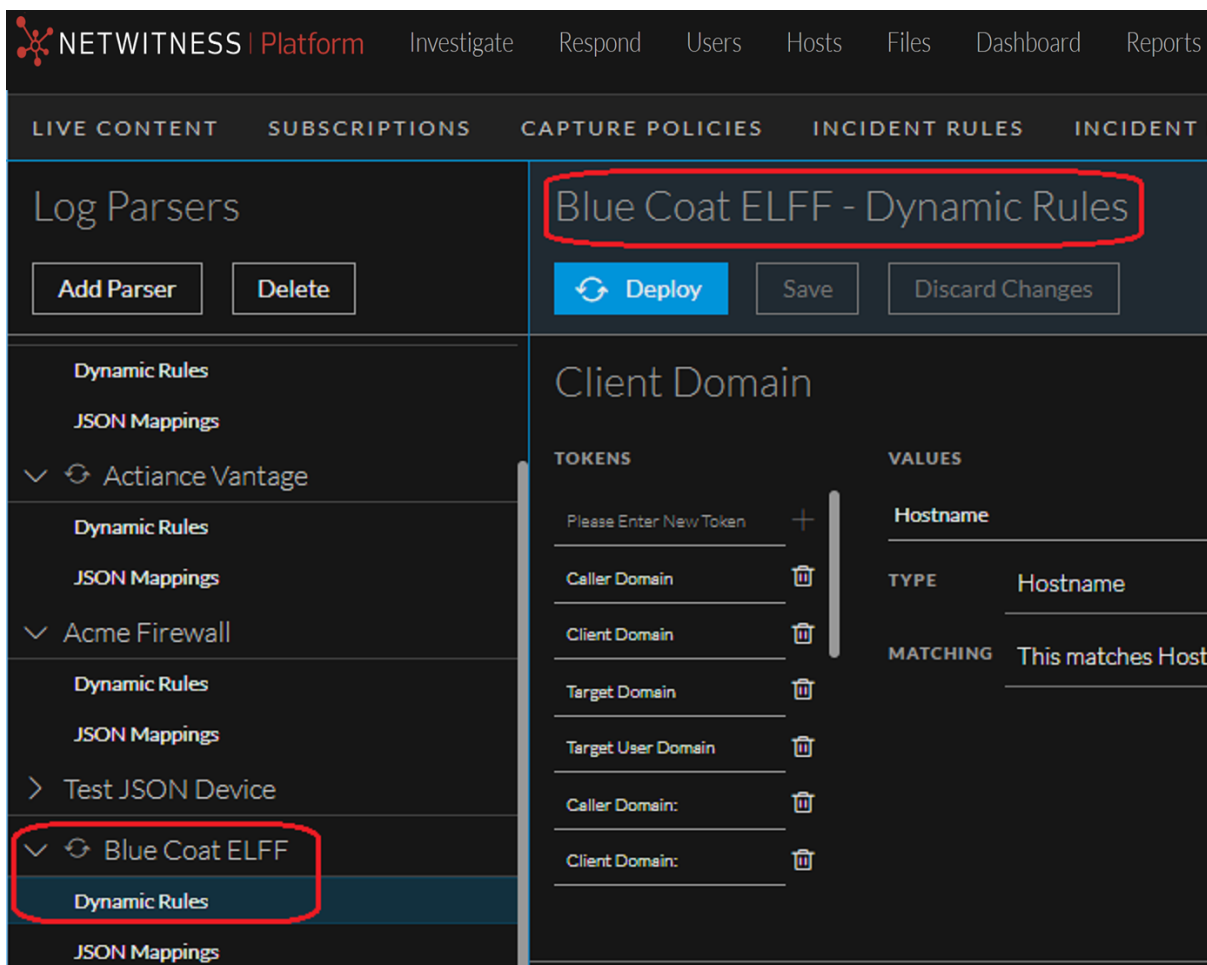 NETWITNESS | Platform Investigate Respond Users Hosts Files Dashboard Reports
LIVE CONTENT SUBSCRIPTIONS CAPTURE POLICIES INCIDENT RULES INCIDENT
Log Parsers
Add Parser Delete
Dynamic Rules
JSON Mappings
Actiance Vantage
Dynamic Rules
JSON Mappings
Acme Firewall
Dynamic Rules
JSON Mappings
Test JSON Device
Blue Coat ELFF
Dynamic Rules
JSON Mappings
Blue Coat ELFF - Dynamic Rules
Deploy Save Discard Changes
Client Domain
TOKENS
Please Enter New Token
Caller Domain
Client Domain
Target Domain
Target User Domain
Caller Domain:
Client Domain:
VALUES
Hostname
TYPE Hostname
MATCHING This matches Host